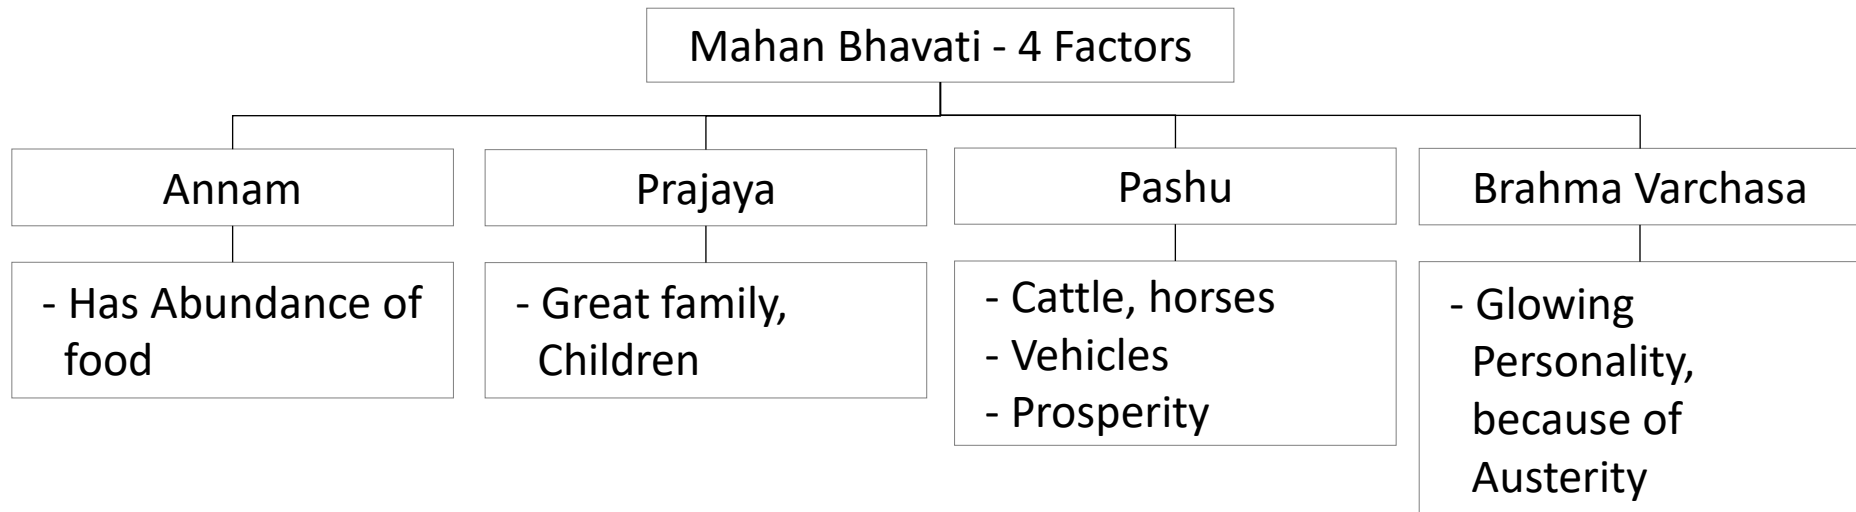 Mahan Bhavati - 4 Factors
Annam
Prajaya
Pashu
Brahma Varchasa
- Has Abundance of
food
- Great family,
Children
- Cattle, horses
- Vehicles
- Prosperity
- Glowing
Personality,
because of
Austerity